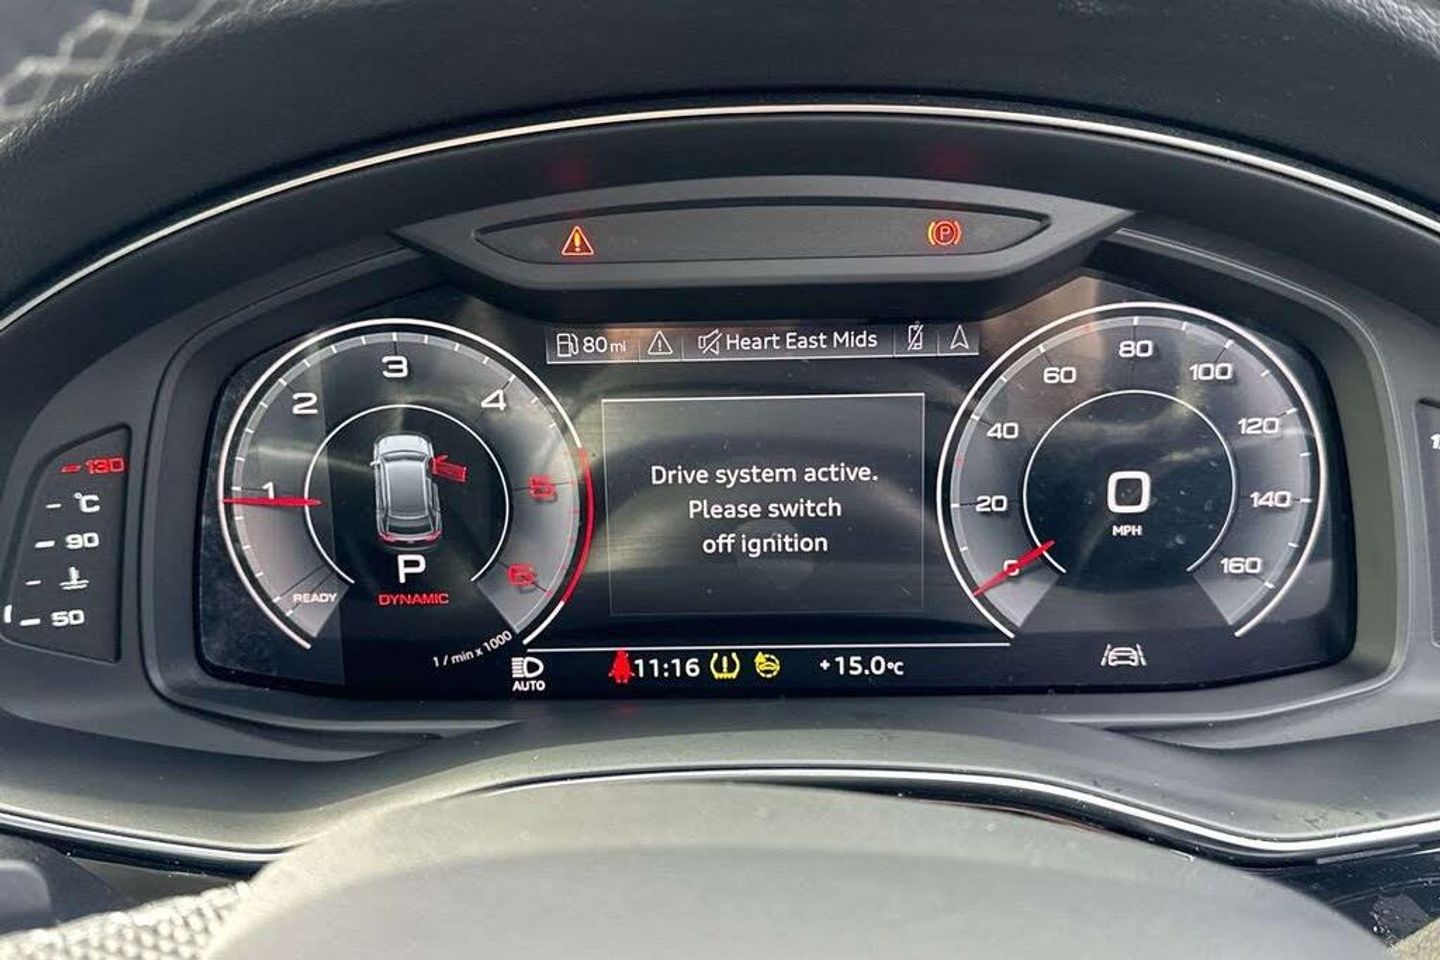 80 mi
Heart East Mids
P
1
2
3
4
5
6
READY
P
DYNAMIC
1 / min x 1000
Drive system active.
Please switch
off ignition
0
20
40
60
80
100
120
140
160
0
MPH
130
°C
90
50
AUTO
11:16
+15.0°C